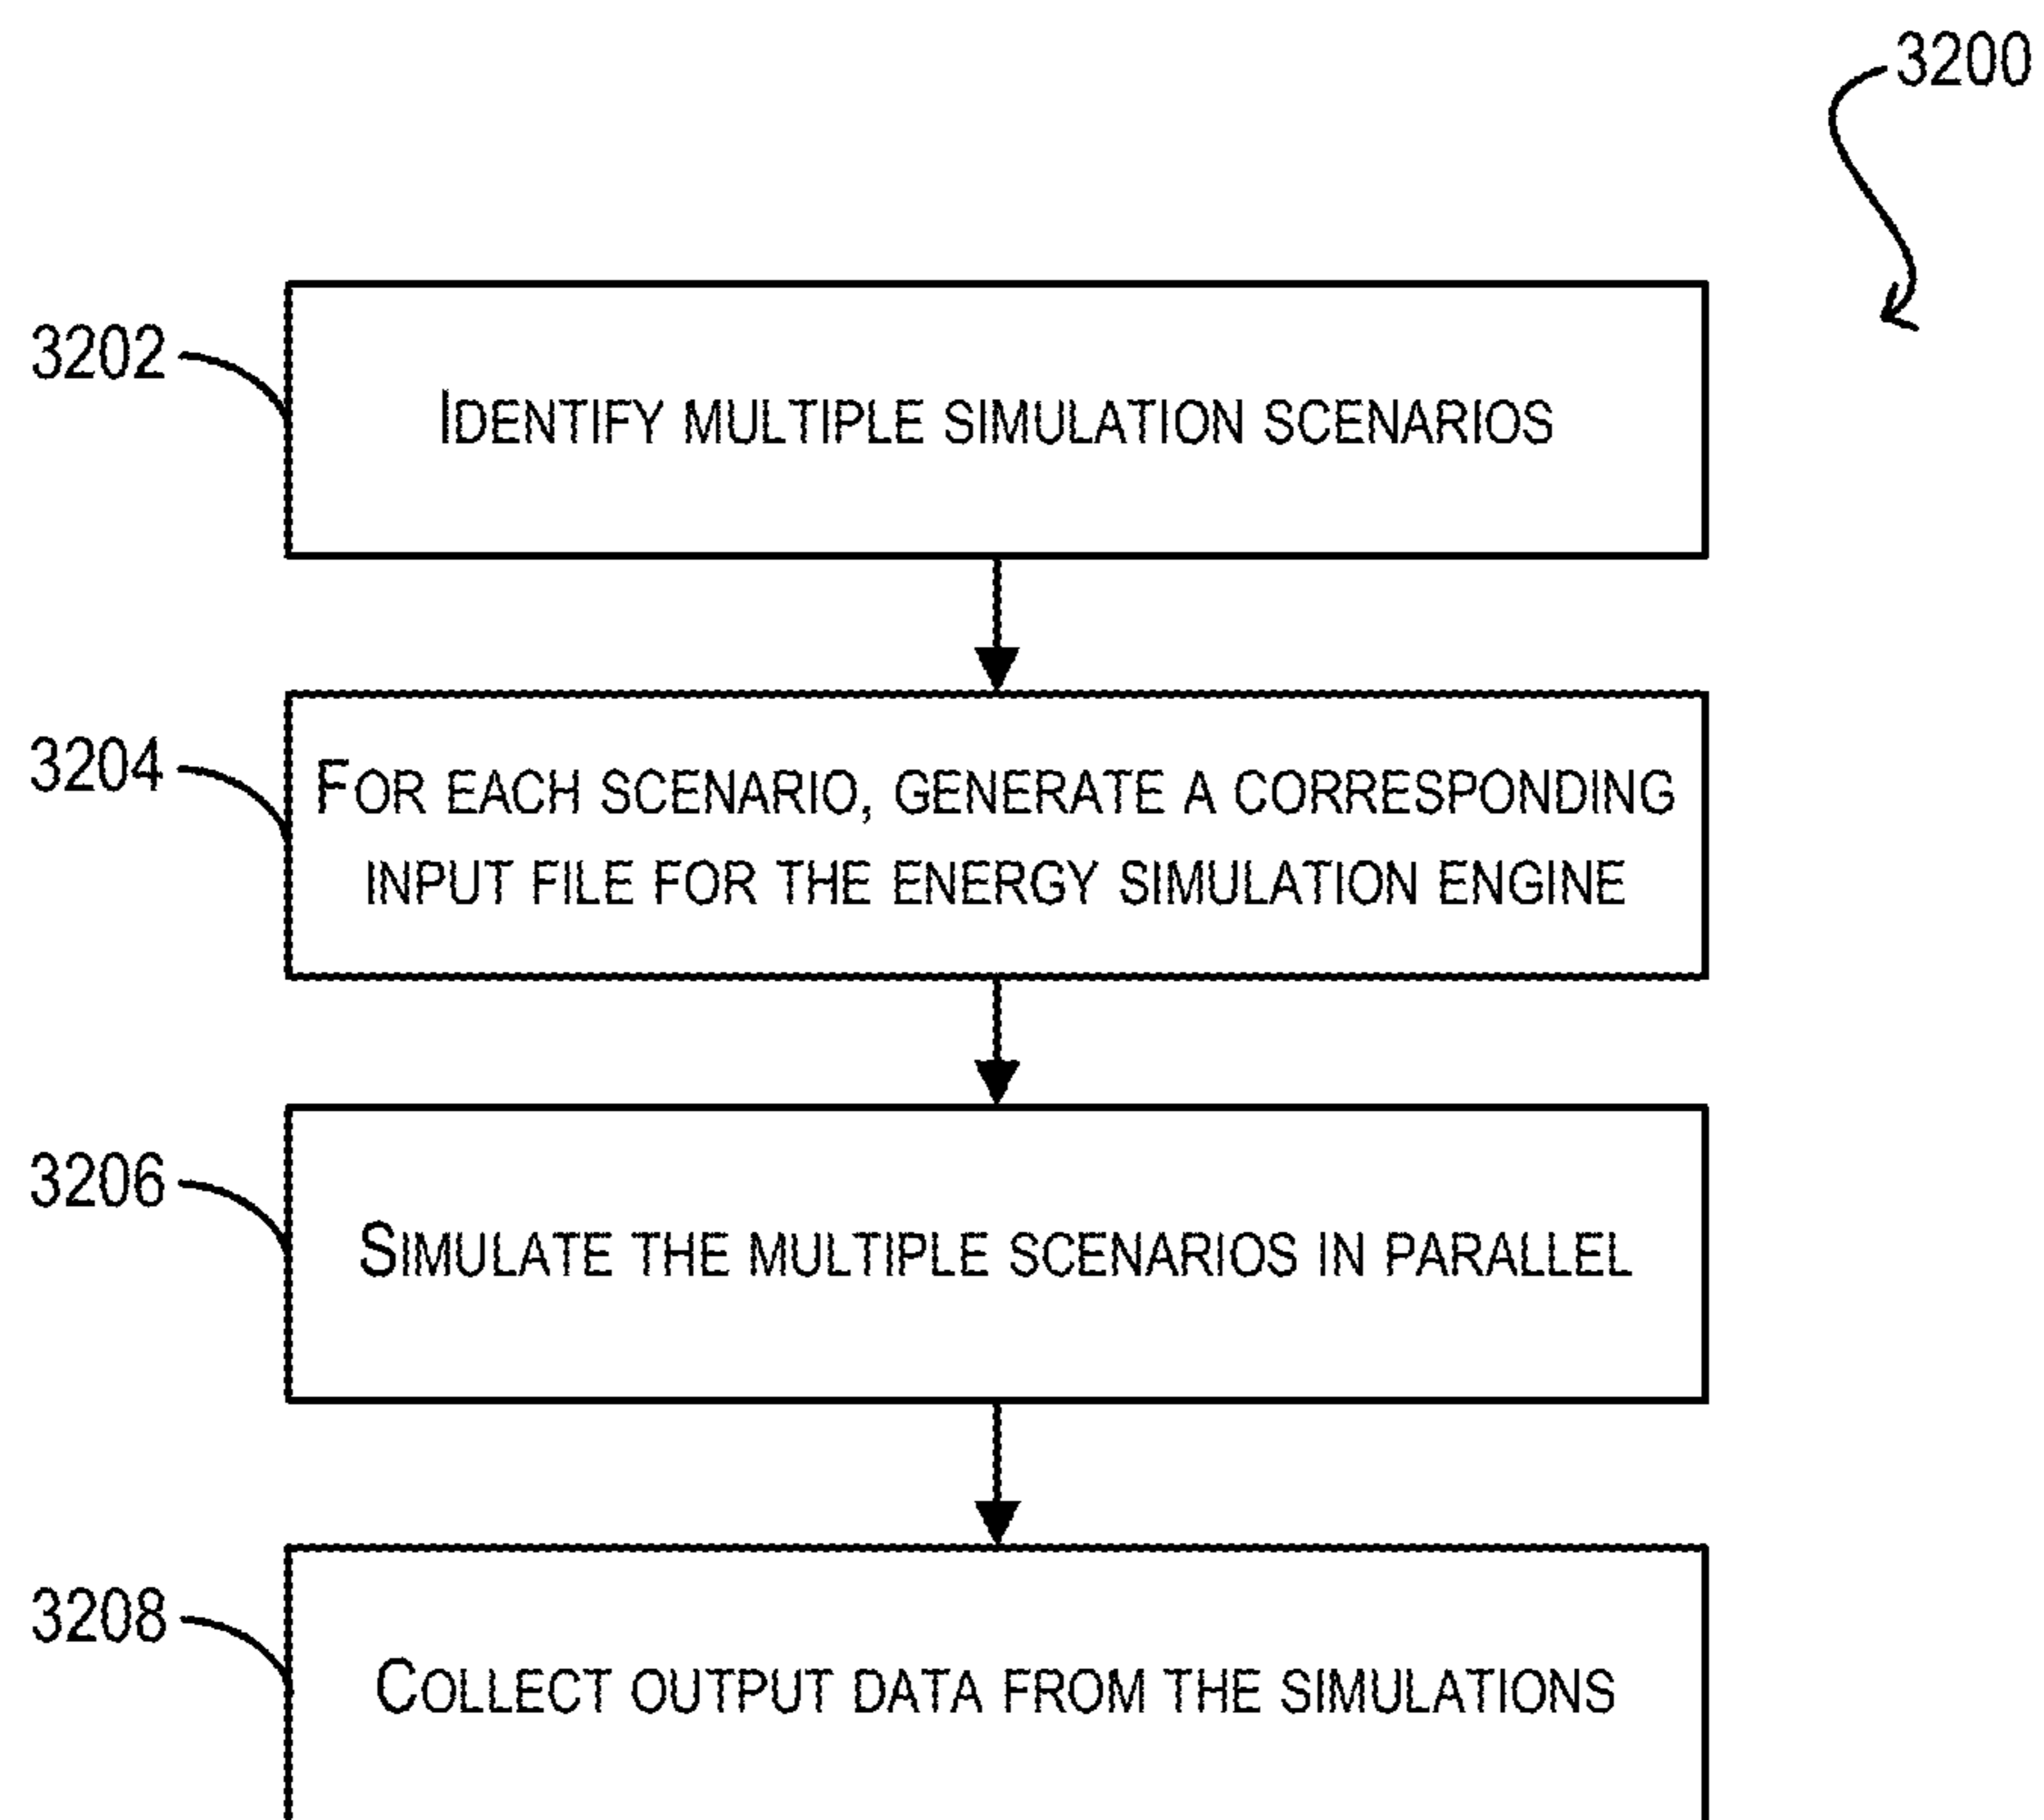 3200
3202
IDENTIFY MULTIPLE SIMULATION SCENARIOS
3204
FOR EACH SCENARIO, GENERATE A CORRESPONDING
INPUT FILE FOR THE ENERGY SIMULATION ENGINE
3206
SIMULATE THE MULTIPLE SCENARIOS IN PARALLEL
3208
COLLECT OUTPUT DATA FROM THE SIMULATIONS